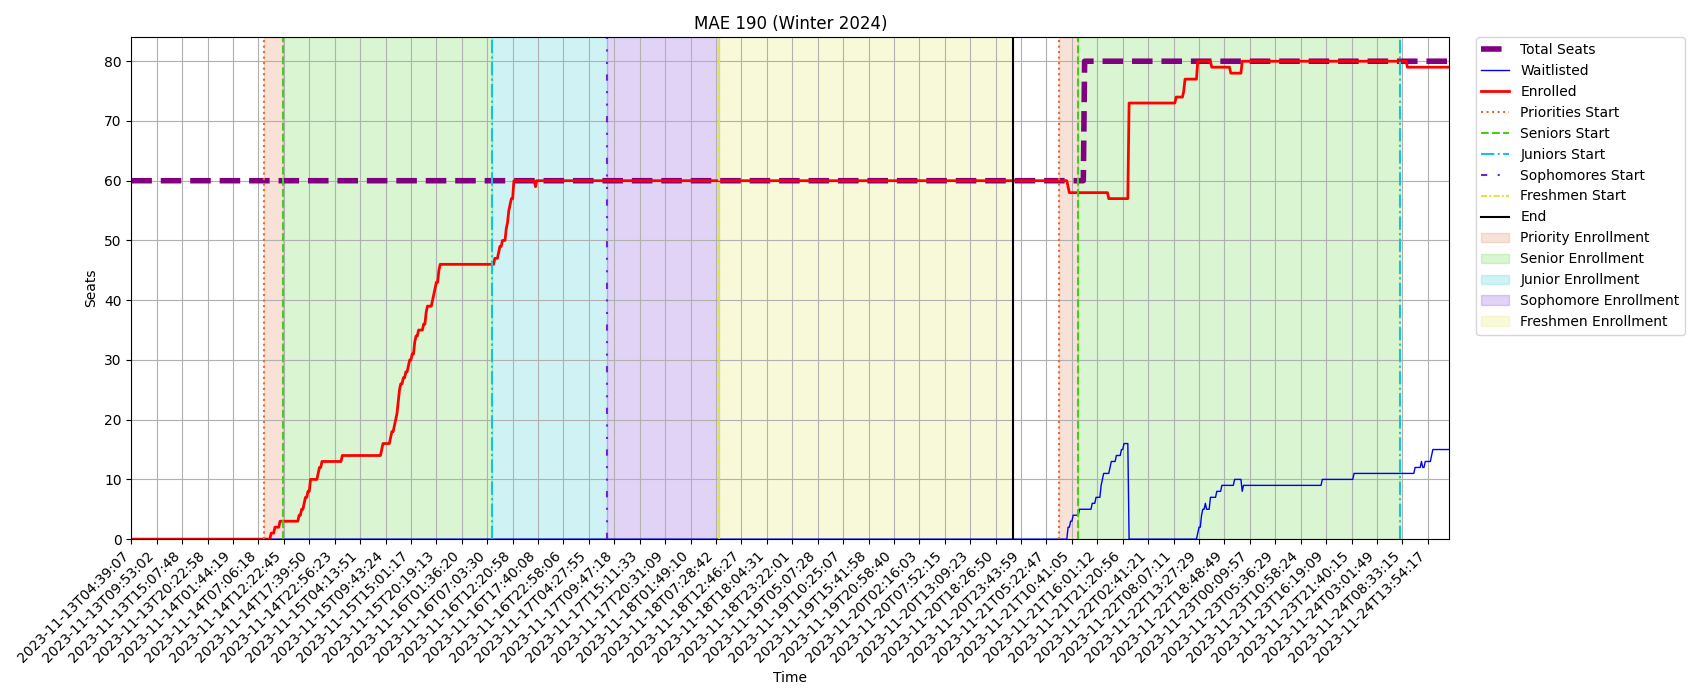 MAE 190 (Winter 2024)
Seats
80
70
60
50
40
30
20
10
0
2023-11-13T04:39:07
2023-11-13T09:53:02
2023-11-13T15:07:48
2023-11-13T20:22:58
2023-11-14T01:44:19
2023-11-14T07:06:18
2023-11-14T12:22:45
2023-11-14T17:39:50
2023-11-14T22:56:23
2023-11-15T04:13:51
2023-11-15T09:43:24
2023-11-15T15:01:17
2023-11-15T20:19:13
2023-11-16T01:36:20
2023-11-16T07:03:30
2023-11-16T12:20:58
2023-11-16T17:40:08
2023-11-16T22:58:06
2023-11-17T04:27:55
2023-11-17T09:47:18
2023-11-17T15:11:33
2023-11-17T20:31:09
2023-11-18T01:49:10
2023-11-18T07:28:42
2023-11-18T12:46:27
2023-11-18T18:04:31
2023-11-18T23:22:01
2023-11-19T05:07:28
2023-11-19T10:25:07
2023-11-19T15:41:58
2023-11-19T20:58:40
2023-11-20T02:16:03
2023-11-20T07:52:15
2023-11-20T13:09:23
2023-11-20T18:26:50
2023-11-20T23:43:59
2023-11-21T05:22:47
2023-11-21T10:41:05
2023-11-21T16:01:12
2023-11-21T21:20:56
2023-11-22T02:41:21
2023-11-22T08:07:11
2023-11-22T13:27:29
2023-11-22T18:48:49
2023-11-23T00:09:57
2023-11-23T05:36:29
2023-11-23T10:58:24
2023-11-23T16:19:09
2023-11-23T21:40:15
2023-11-24T03:01:49
2023-11-24T08:33:15
2023-11-24T13:54:17
Time
Total Seats
Waitlisted
Enrolled
Priorities Start
Seniors Start
Juniors Start
Sophomores Start
Freshmen Start
End
Priority Enrollment
Senior Enrollment
Junior Enrollment
Sophomore Enrollment
Freshmen Enrollment